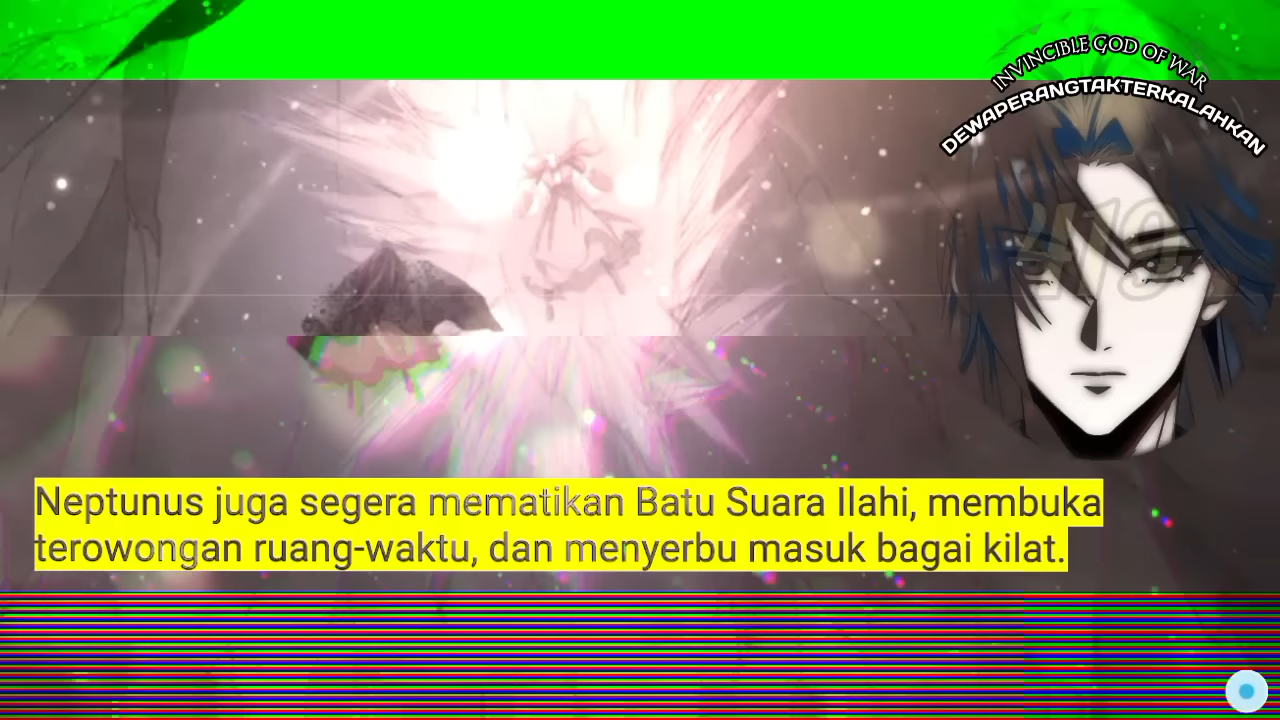 INVINCIBLE GOD OF WAR
DEWAPERANGTAKTERKALAHKAN
Neptunus juga segera mematikan Batu Suara Ilahi, membuka
terowongan ruang-waktu, dan menyerbu masuk bagai kilat.